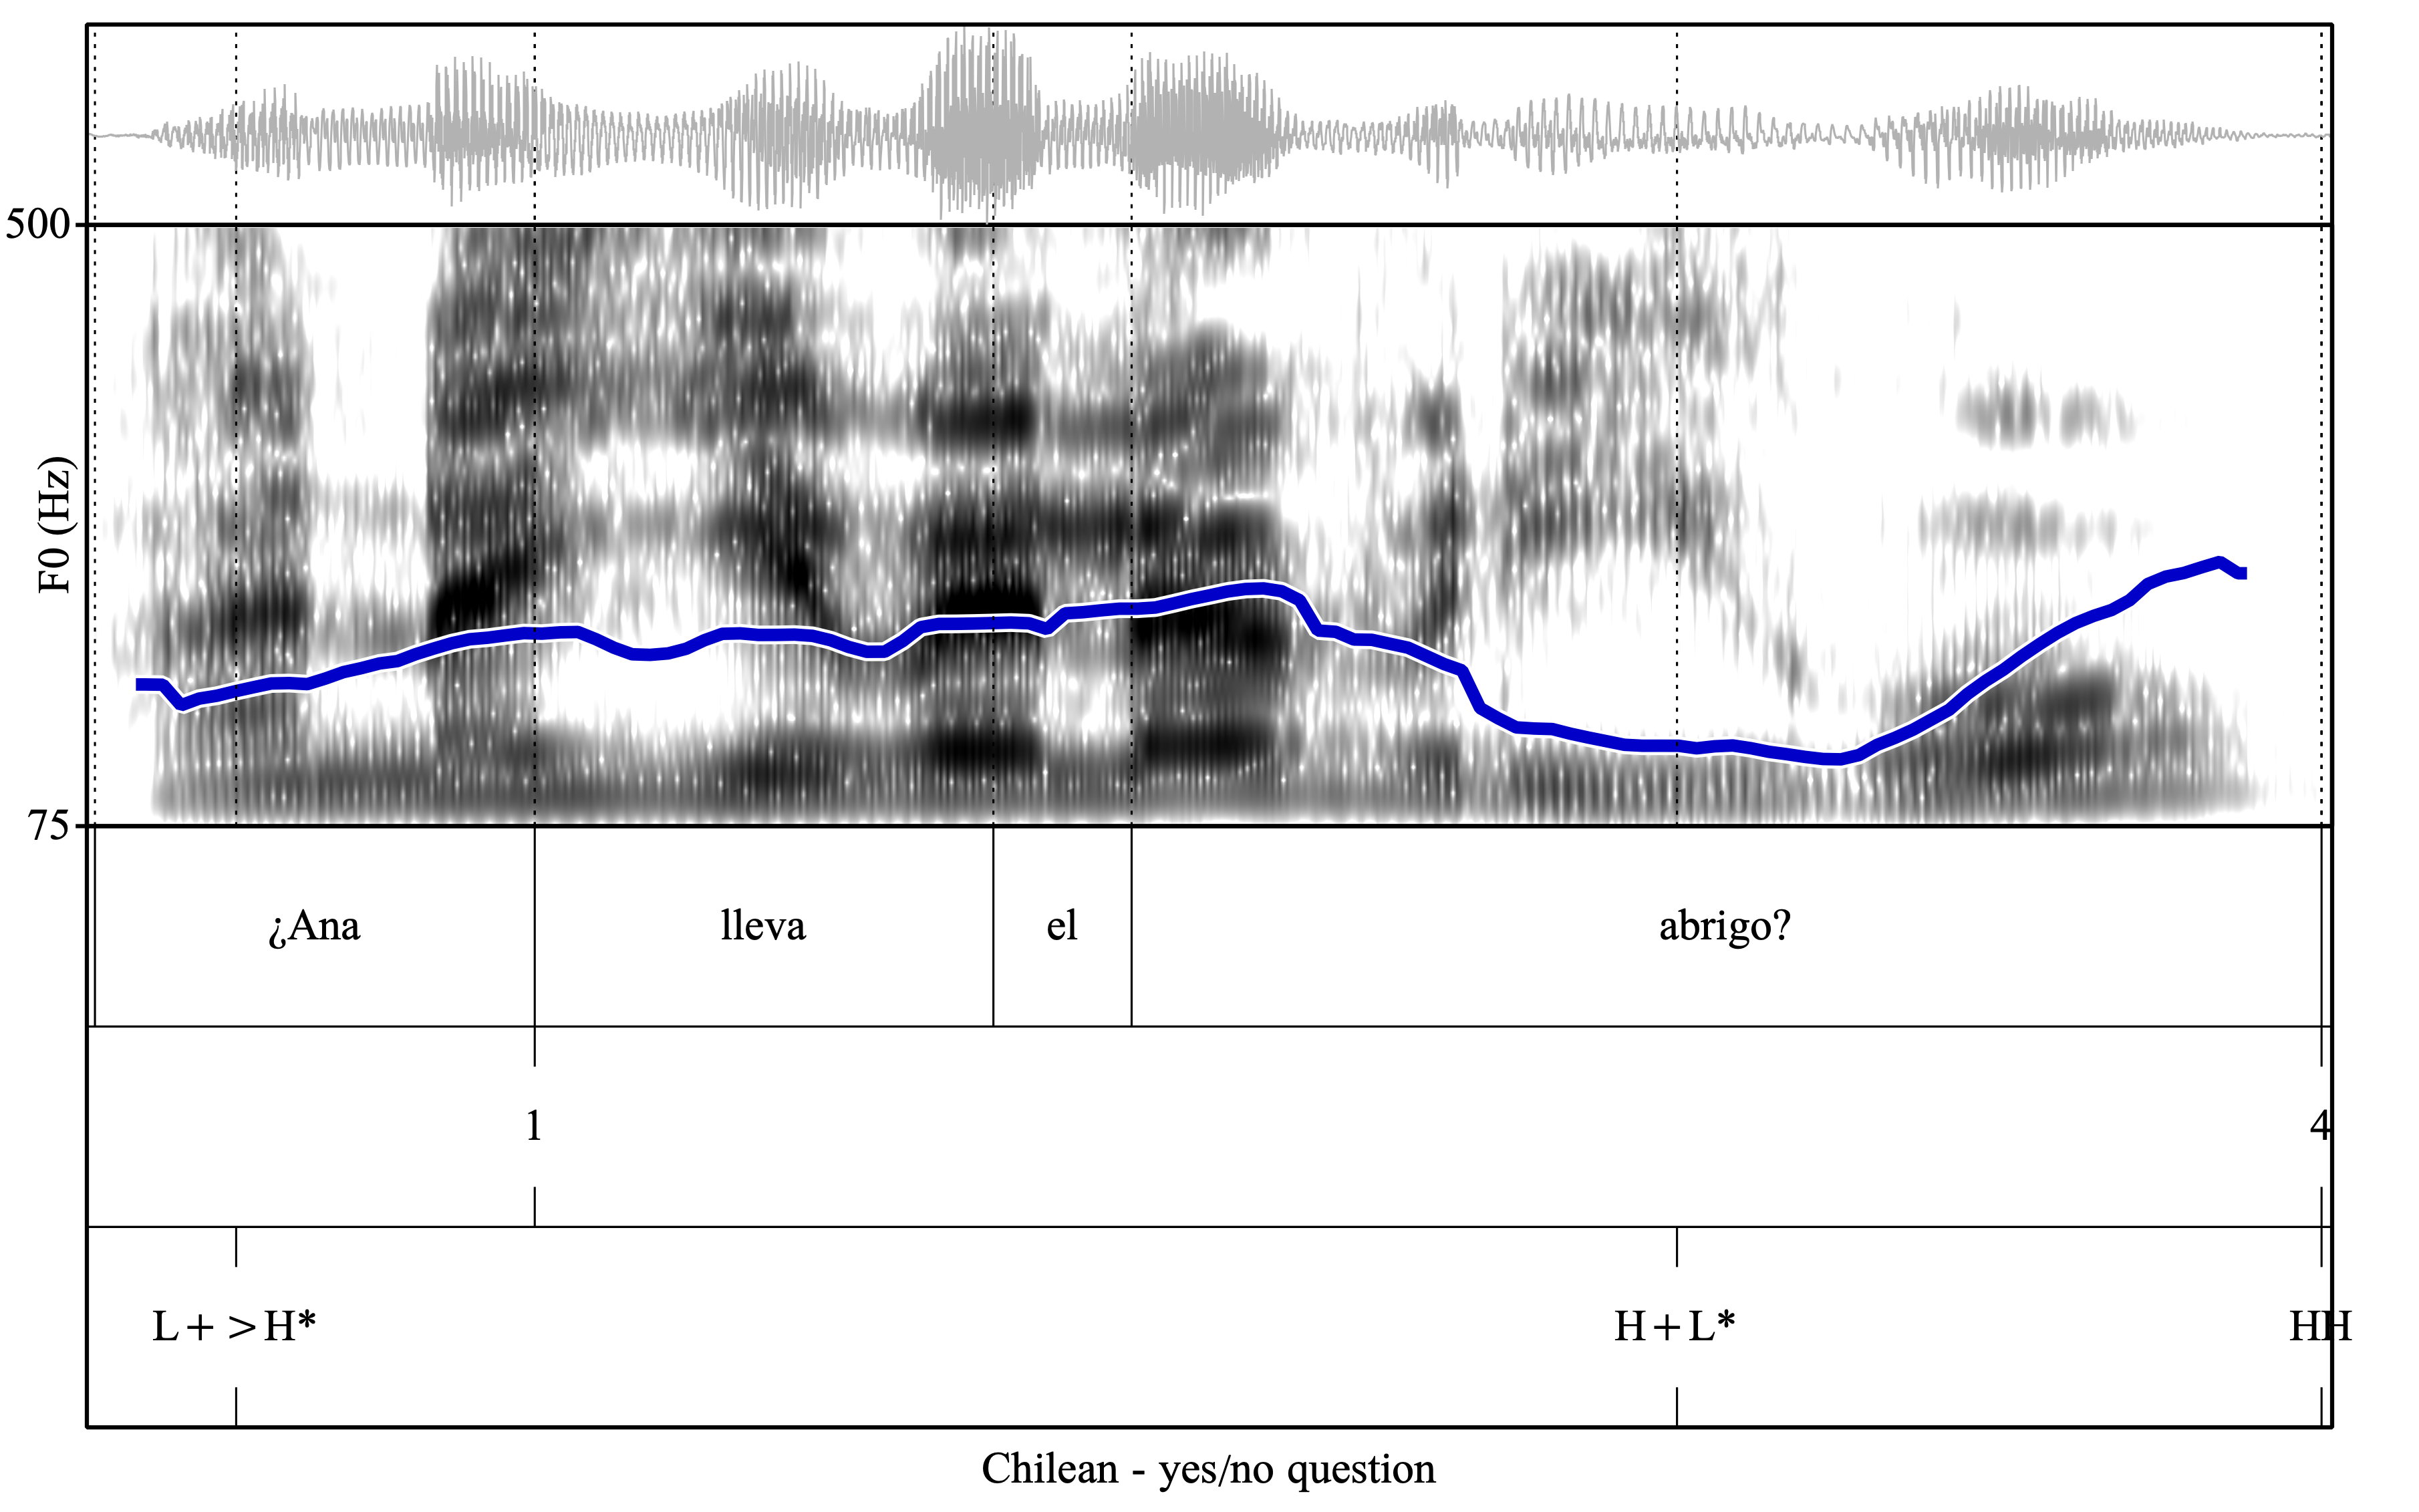 500
F0 (Hz)
75
¿Ana lleva el abrigo?
1 4
L+>H* H+L* HH
Chilean - yes/no question